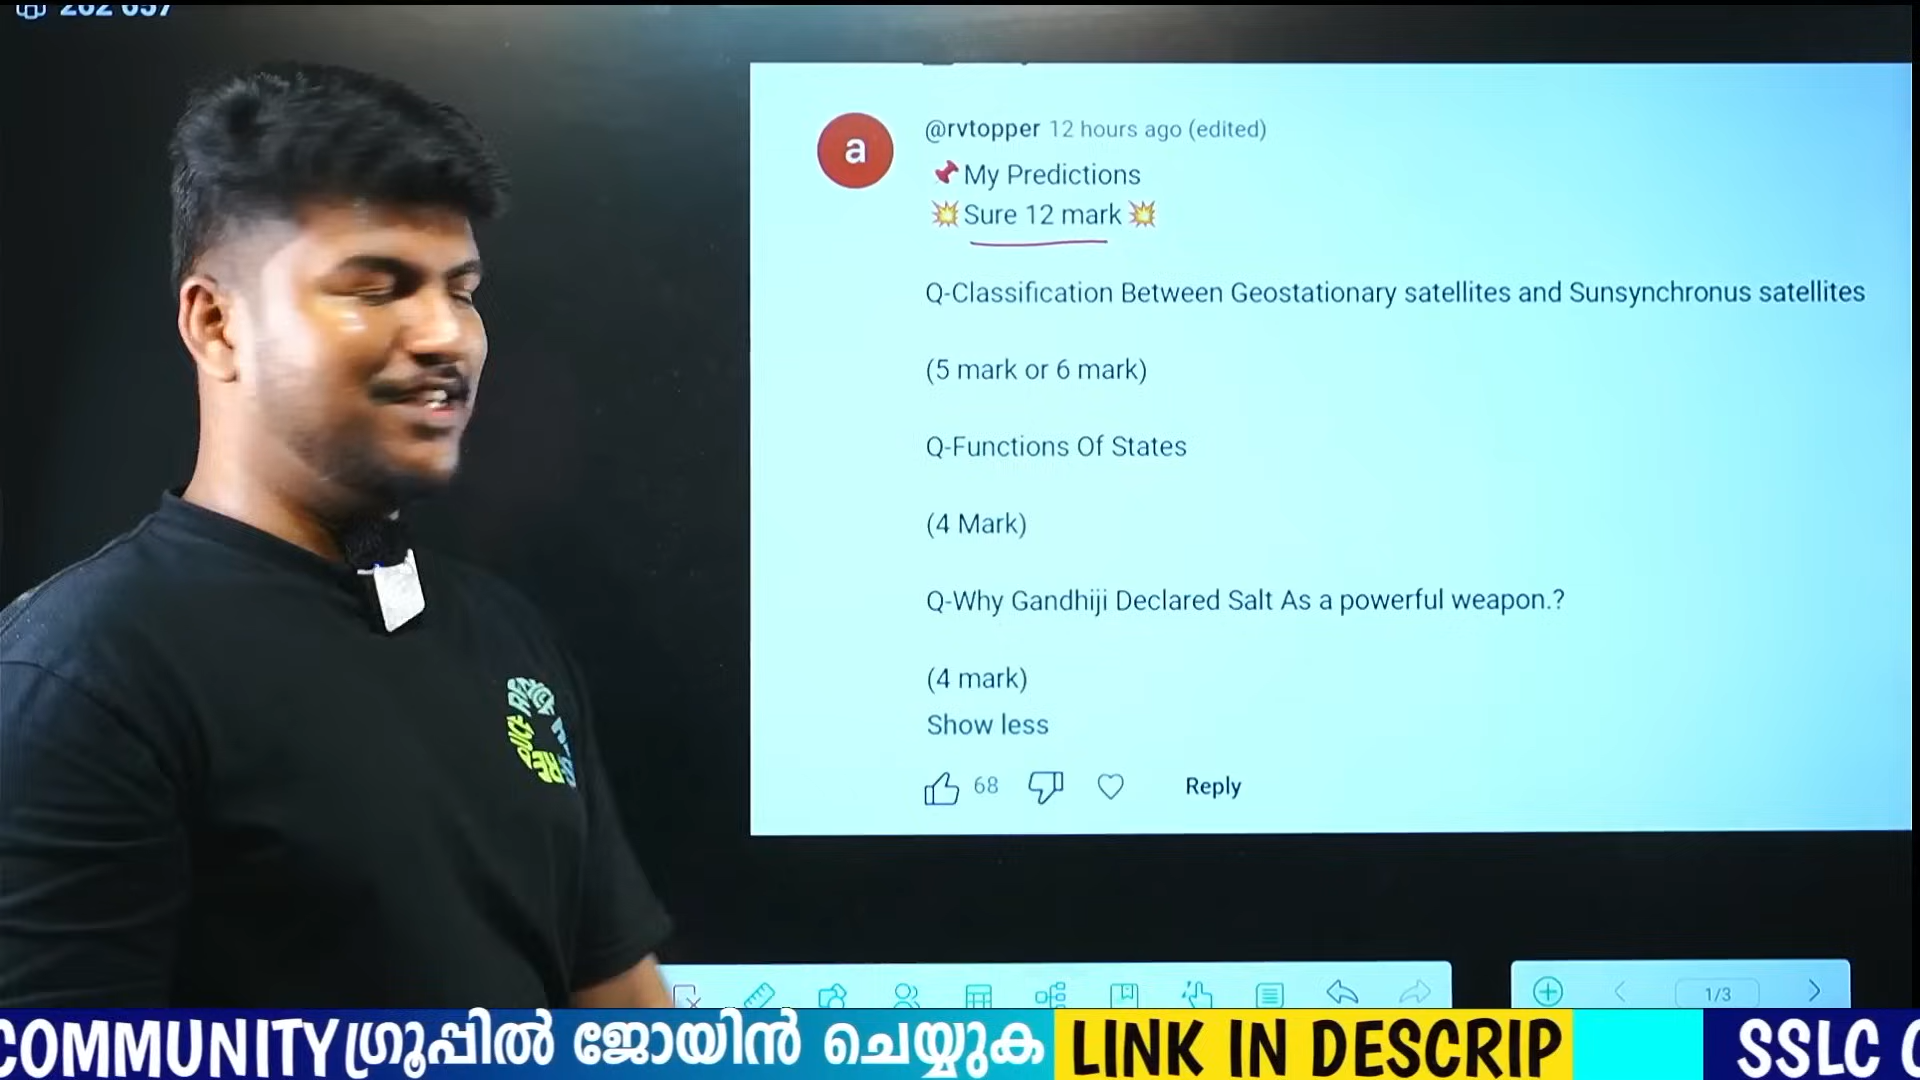 @rvtopper 12 hours ago (edited)
a
📌My Predictions
💥Sure 12 mark💥
Q-Classification Between Geostationary satellites and Sunsynchronus satellites
(5 mark or 6 mark)
Q-Functions Of States
(4 Mark)
Q-Why Gandhiji Declared Salt As a powerful weapon.?
(4 mark)
Show less
68 Reply
1/3
COMMUNITY ഗ്രൂപ്പിൽ ജോയിൻ ചെയ്യുക LINK IN DESCRIP SSLC